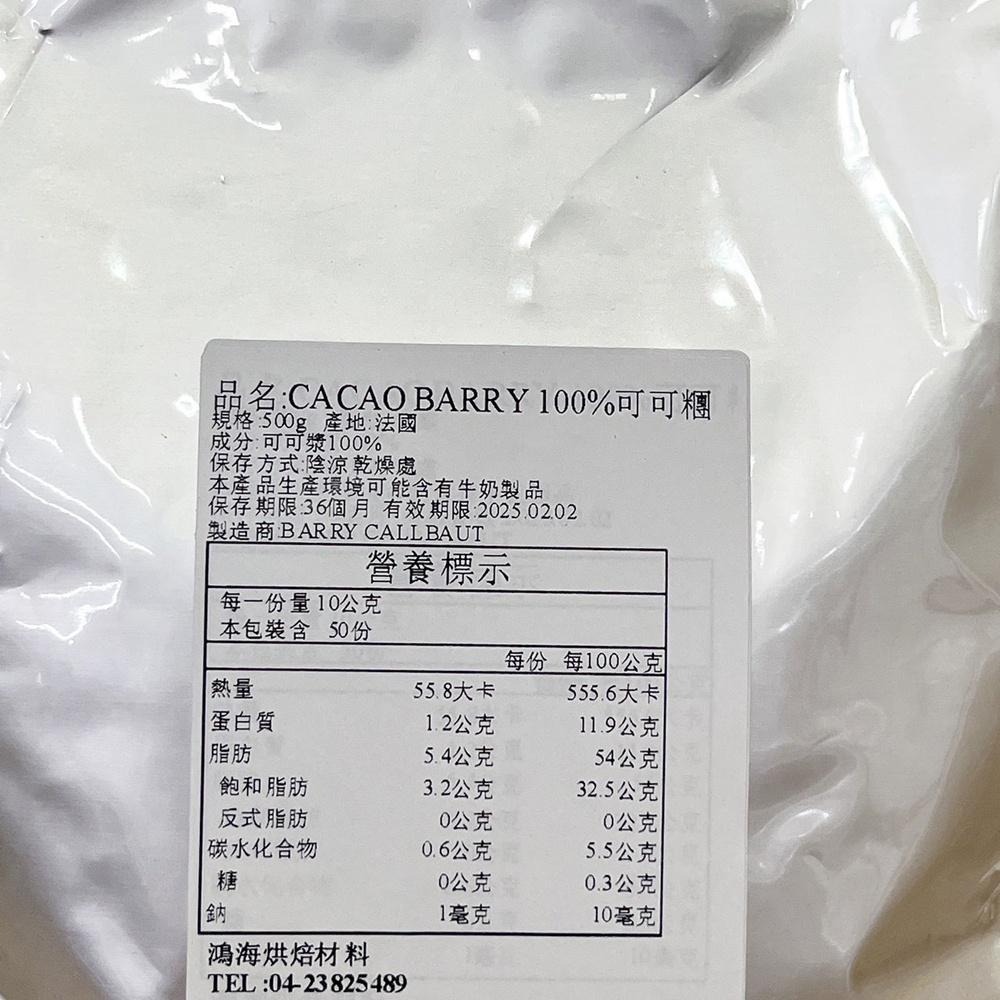 品名:CACAO BARRY 100%可可糰
規格:500g 產地:法國
成分:可可漿100%
保存方式:陰涼乾燥處
本產品生產環境可能含有牛奶製品
保存期限:36個月 有效期限:2025.02.02
製造商:BARRY CALLBAUT
營養標示
每一份量 10公克
本包裝含 50份
每份 每100公克
熱量 55.8大卡 555.6大卡
蛋白質 1.2公克 11.9公克
脂肪 5.4公克 54公克
飽和脂肪 3.2公克 32.5公克
反式脂肪 0公克 0公克
碳水化合物 0.6公克 5.5公克
糖 0公克 0.3公克
鈉 1毫克 10毫克
鴻海烘焙材料
TEL :04-23825489